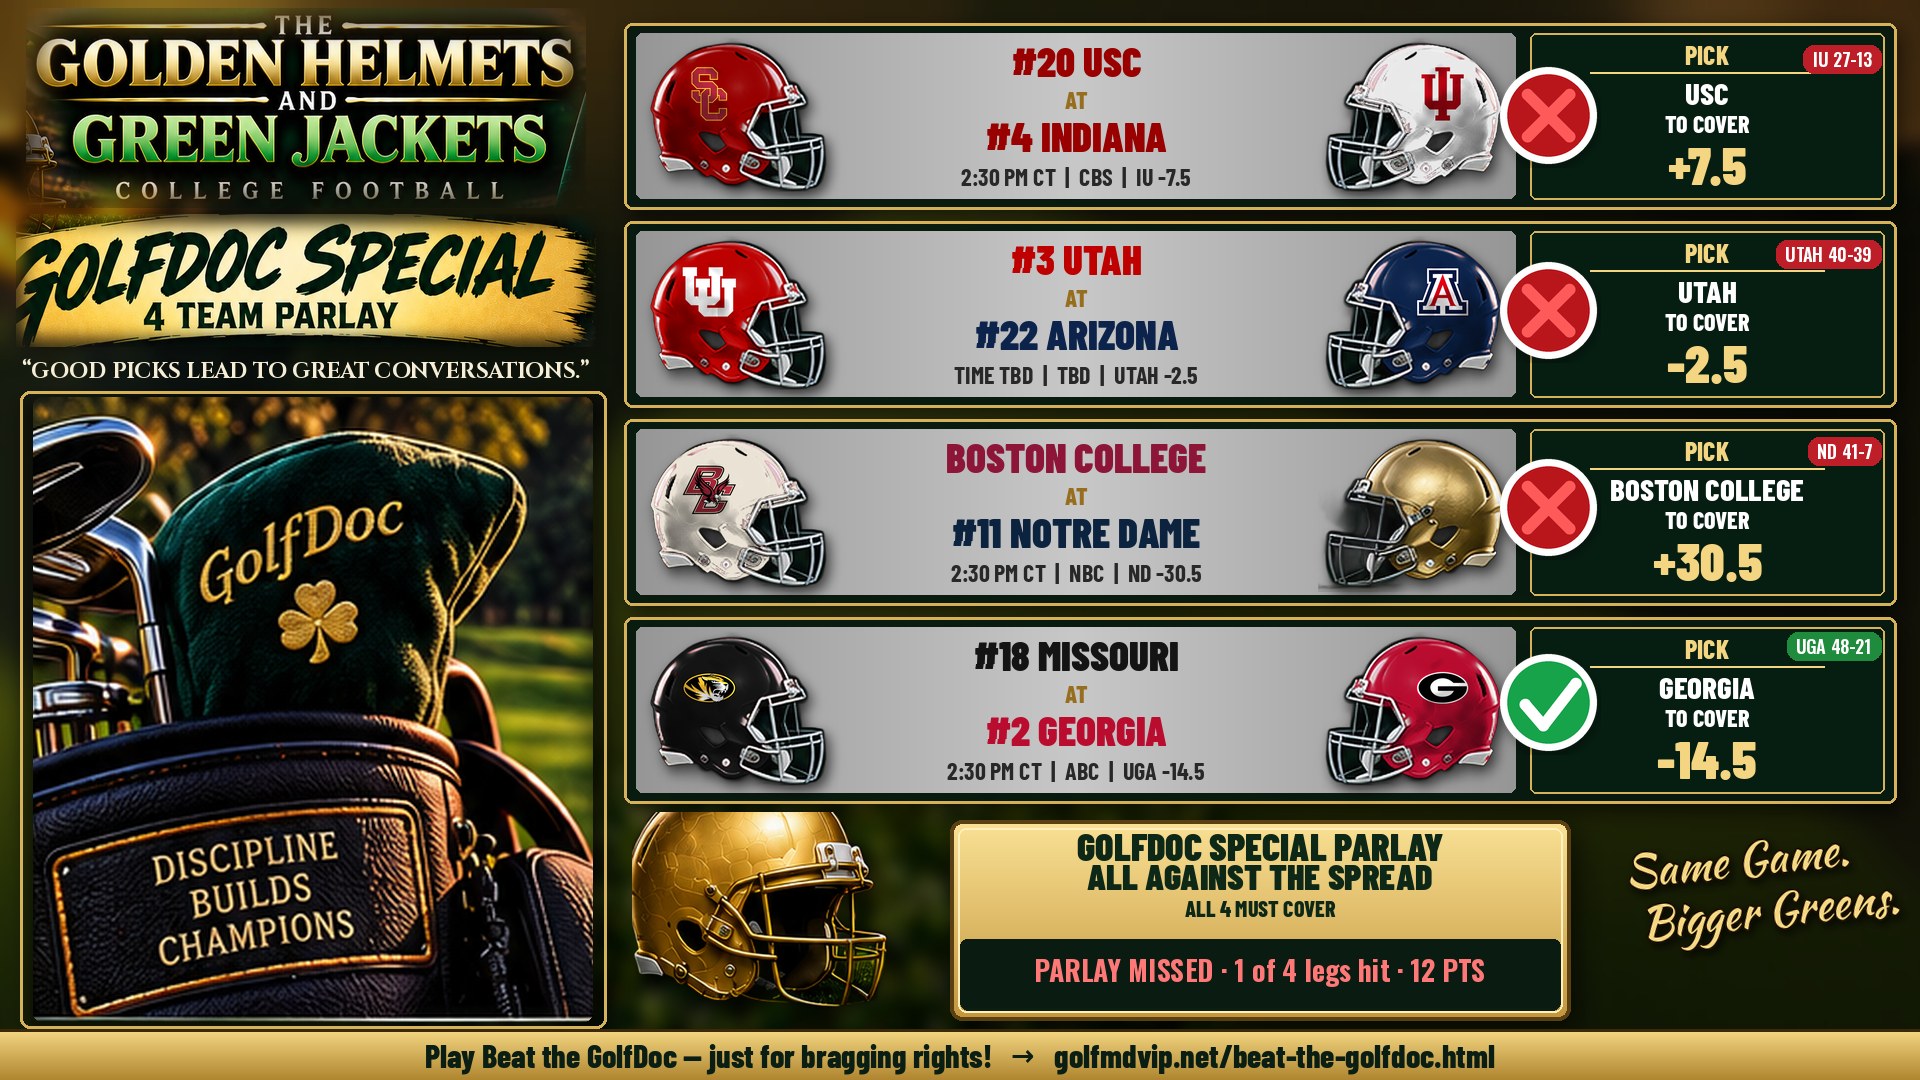 THE
GOLDEN HELMETS
AND
GREEN JACKETS
COLLEGE FOOTBALL
GOLFDOC SPECIAL
4 TEAM PARLAY
“GOOD PICKS LEAD TO GREAT CONVERSATIONS.”
GolfDoc
DISCIPLINE
BUILDS
CHAMPIONS
SC
#20 USC
AT
#4 INDIANA
2:30 PM CT | CBS | IU -7.5
PICK
IU 27-13
USC
TO COVER
+7.5
U
#3 UTAH
AT
#22 ARIZONA
TIME TBD | TBD | UTAH -2.5
A
PICK
UTAH 40-39
UTAH
TO COVER
-2.5
BC
BOSTON COLLEGE
AT
#11 NOTRE DAME
2:30 PM CT | NBC | ND -30.5
PICK
ND 41-7
BOSTON COLLEGE
TO COVER
+30.5
#18 MISSOURI
AT
#2 GEORGIA
2:30 PM CT | ABC | UGA -14.5
G
PICK
UGA 48-21
GEORGIA
TO COVER
-14.5
GOLFDOC SPECIAL PARLAY
ALL AGAINST THE SPREAD
ALL 4 MUST COVER
PARLAY MISSED · 1 of 4 legs hit · 12 PTS
Same Game.
Bigger Greens.
Play Beat the GolfDoc — just for bragging rights! → golfmdvip.net/beat-the-golfdoc.html